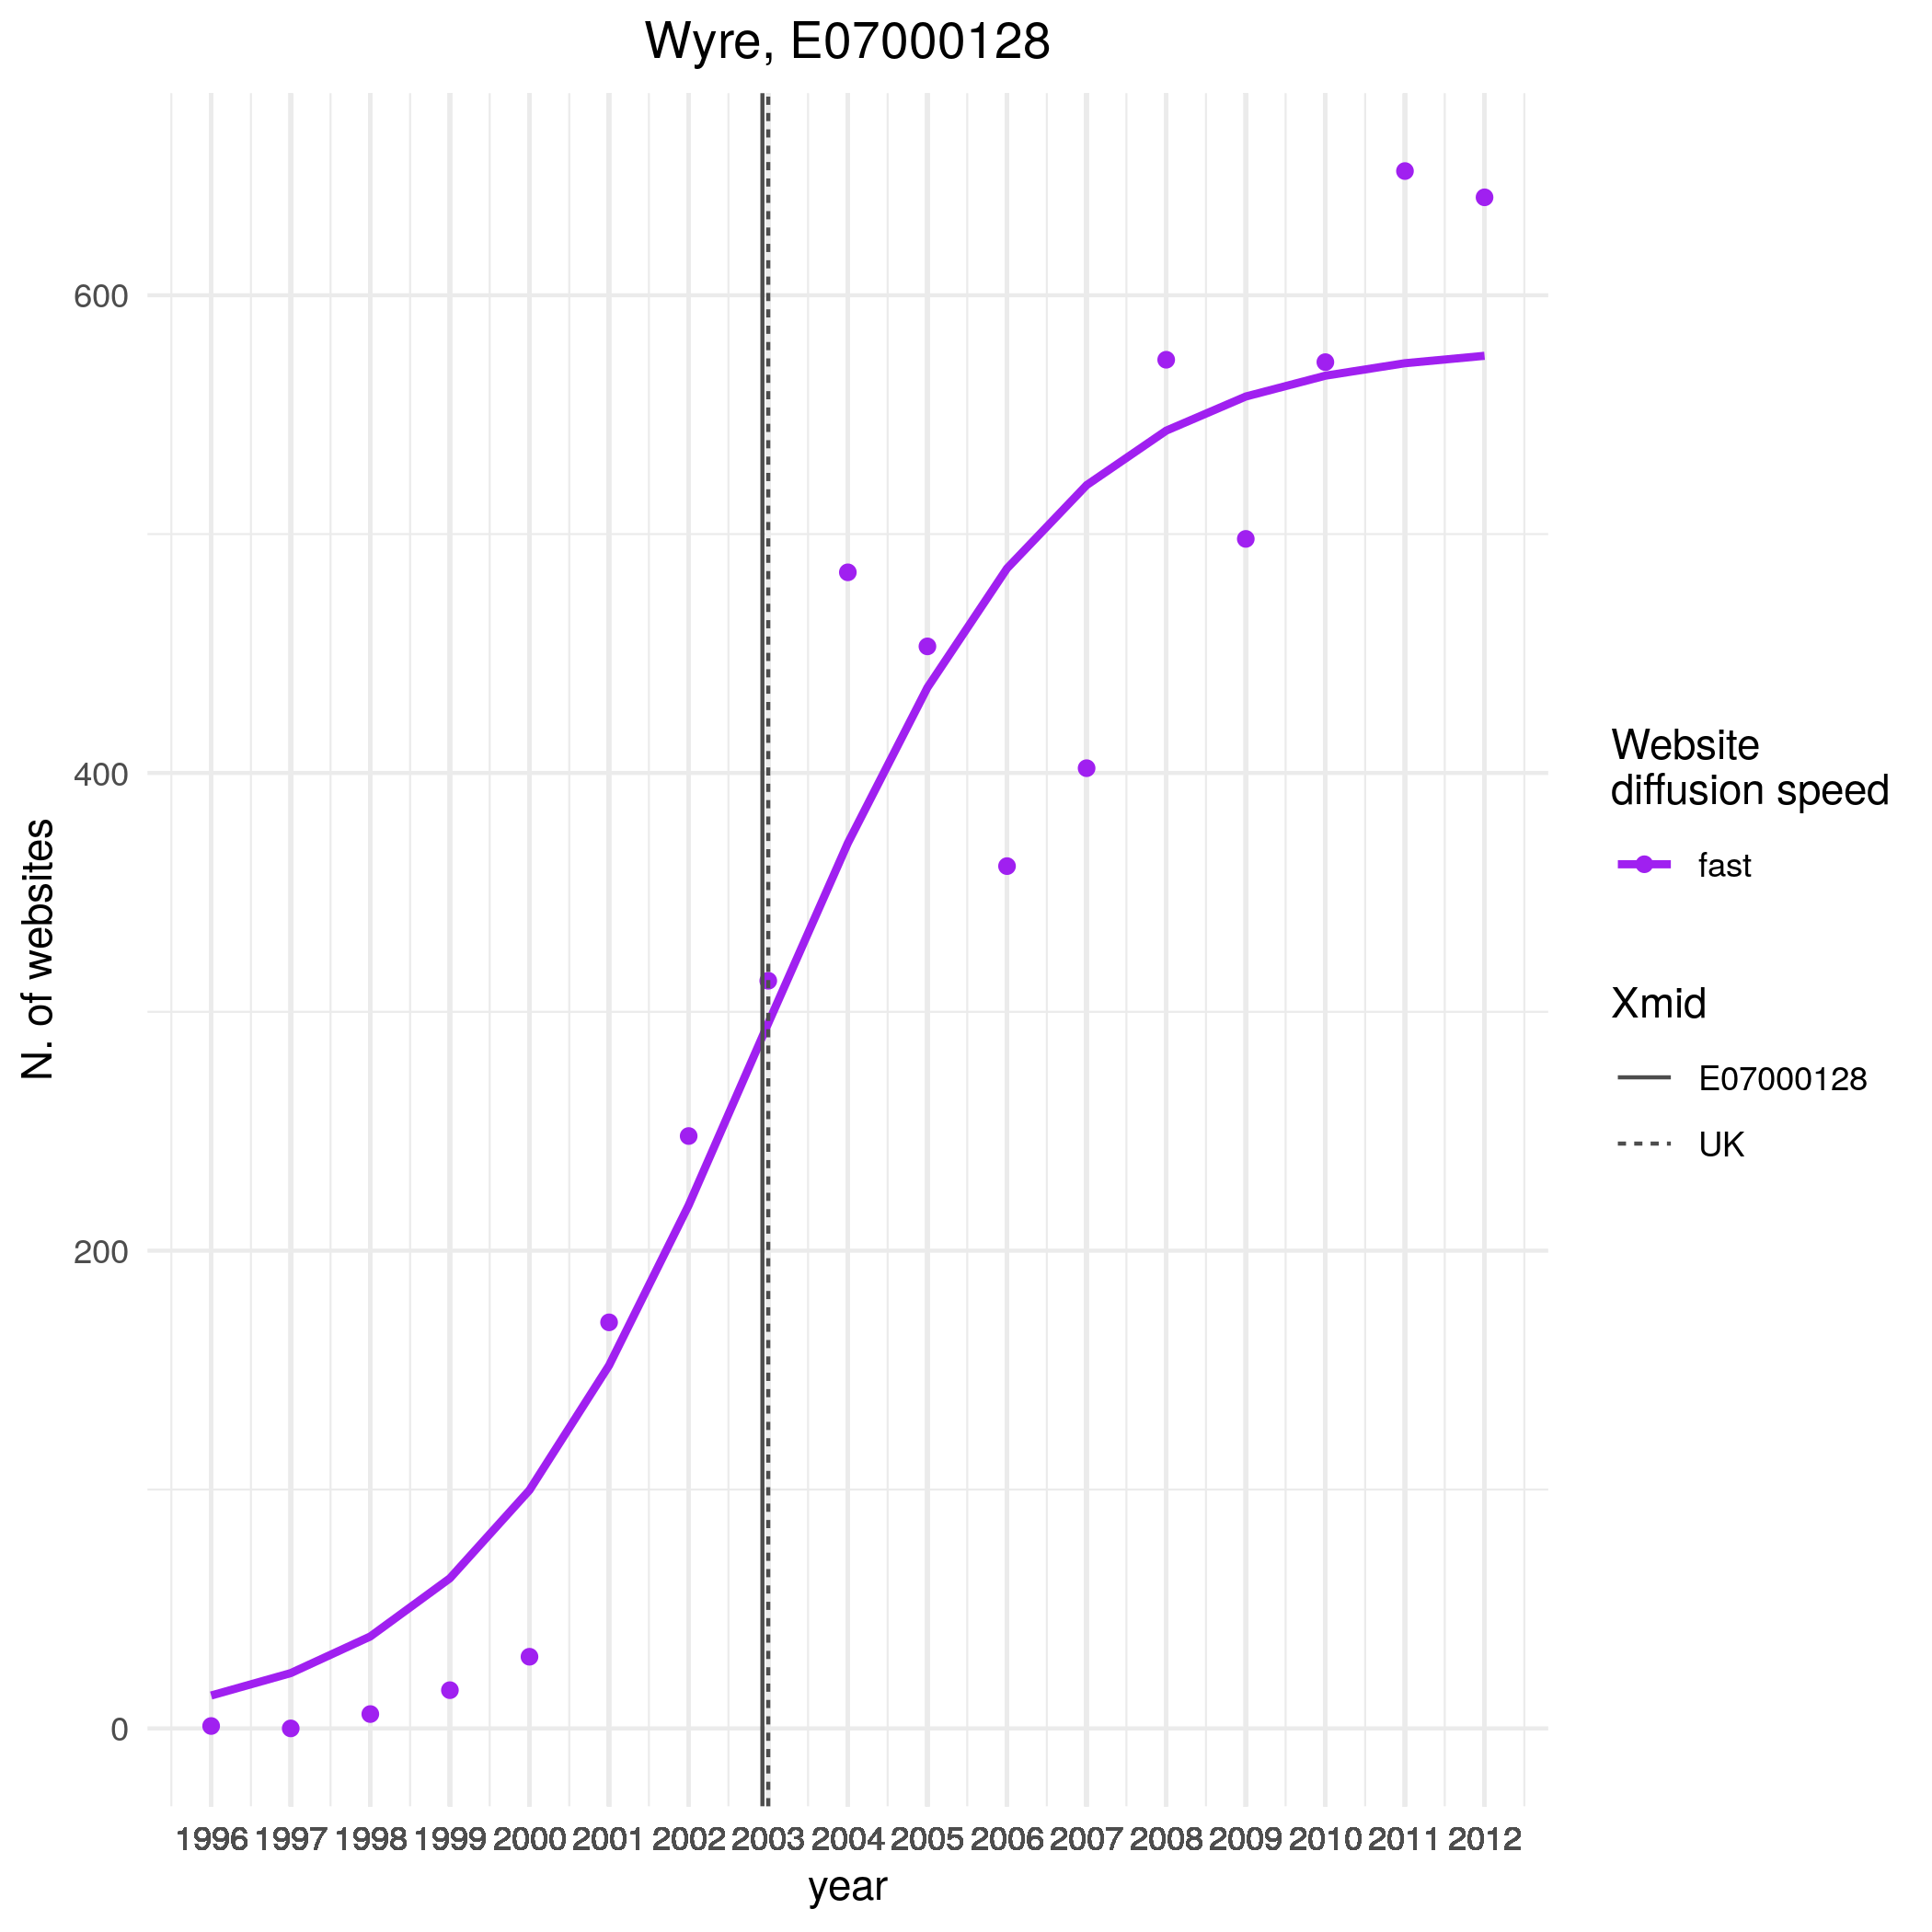 Wyre, E07000128
600
400
200
0
N. of websites
1996 1997 1998 1999 2000 2001 2002 2003 2004 2005 2006 2007 2008 2009 2010 2011 2012
year
Website
diffusion speed
fast
Xmid
E07000128
UK